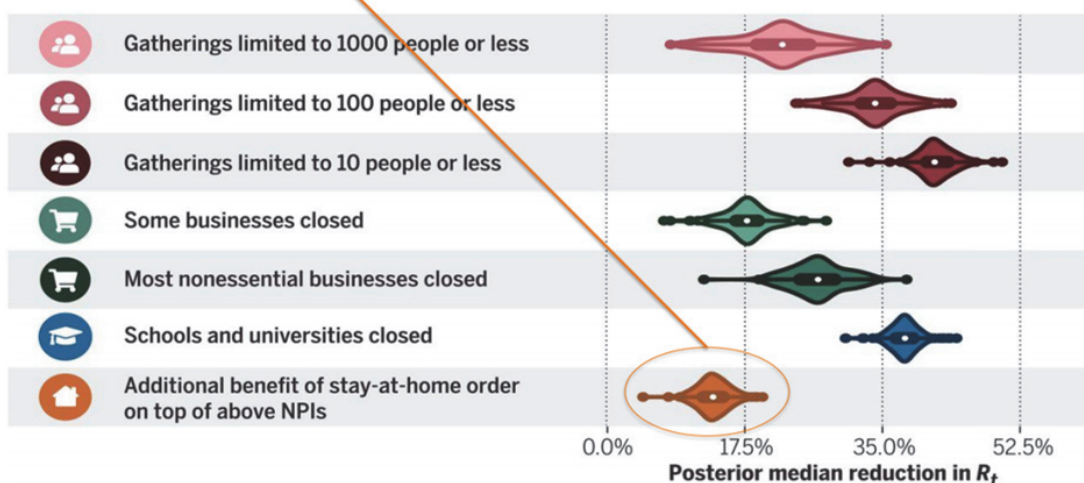 Gatherings limited to 1000 people or less
Gatherings limited to 100 people or less
Gatherings limited to 10 people or less
Some businesses closed
Most nonessential businesses closed
Schools and universities closed
Additional benefit of stay-at-home order
on top of above NPIs
0.0% 17.5% 35.0% 52.5%
Posterior median reduction in Rt